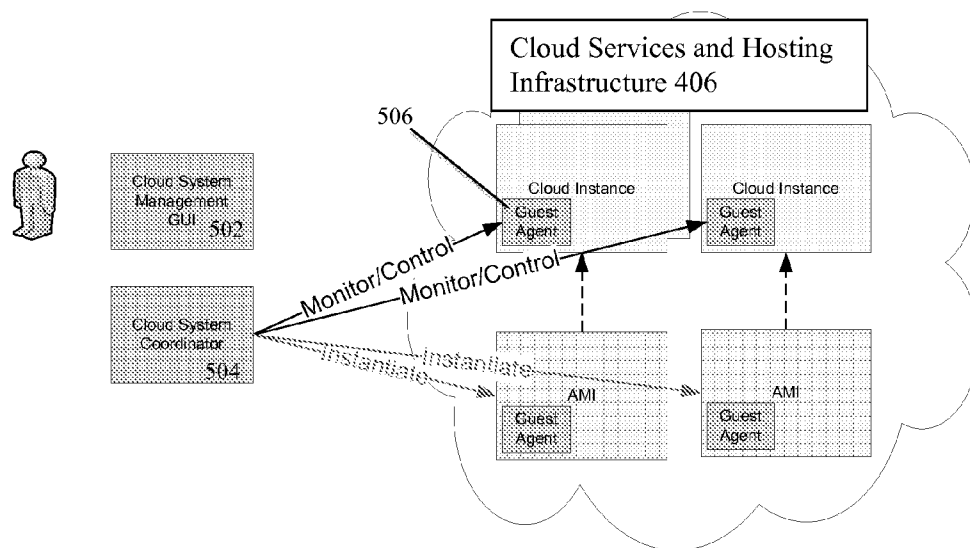 Cloud Services and Hosting
Infrastructure 406
506
Cloud System
Management
GUI
502
Cloud Instance
Guest
Agent
Cloud Instance
Guest
Agent
Monitor/Control
Monitor/Control
Cloud System
Coordinator
504
Instantiate
Instantiate
AMI
Guest
Agent
AMI
Guest
Agent